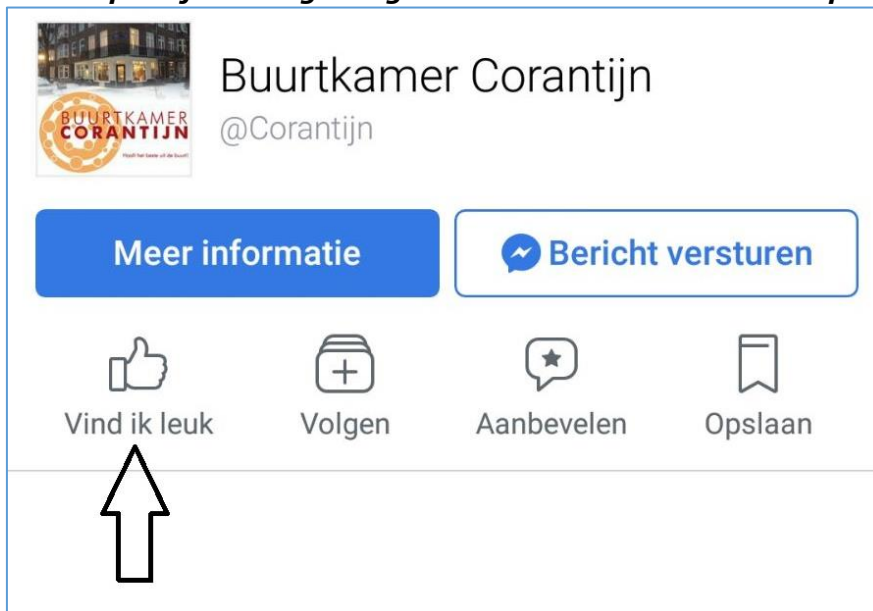 Buurtkamer Corantijn
@Corantijn
BUURTKAMER
CORANTIJN
Meer informatie
Bericht versturen
Vind ik leuk
Volgen
Aanbevelen
Opslaan